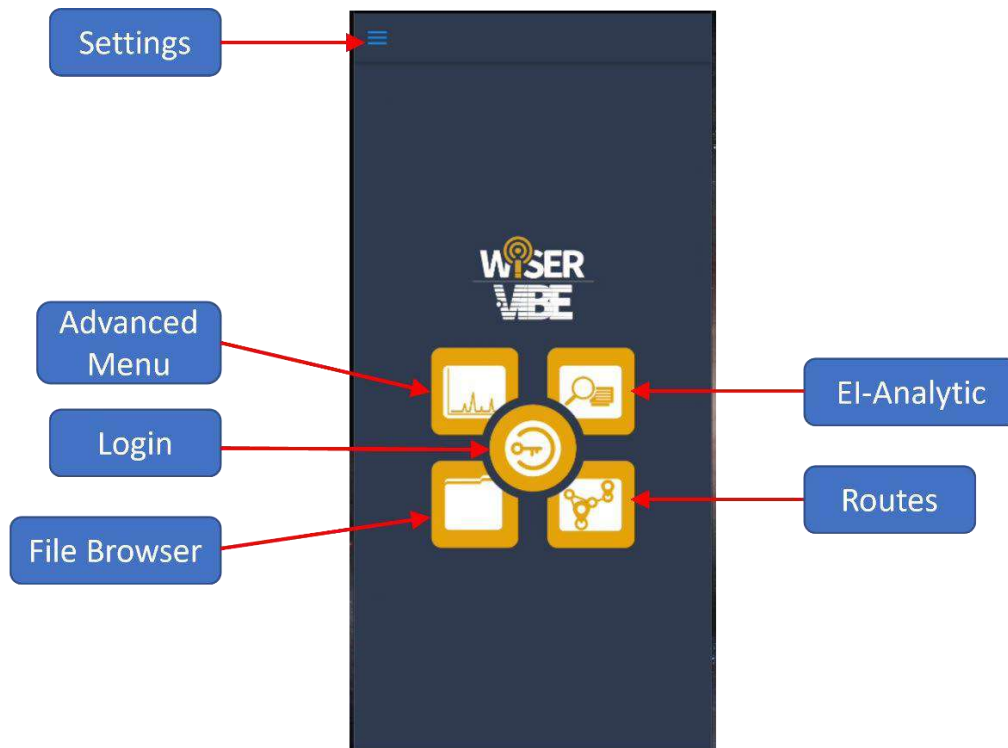 Settings
WiSER
ViBE
Advanced
Menu
EI-Analytic
Login
Routes
File Browser